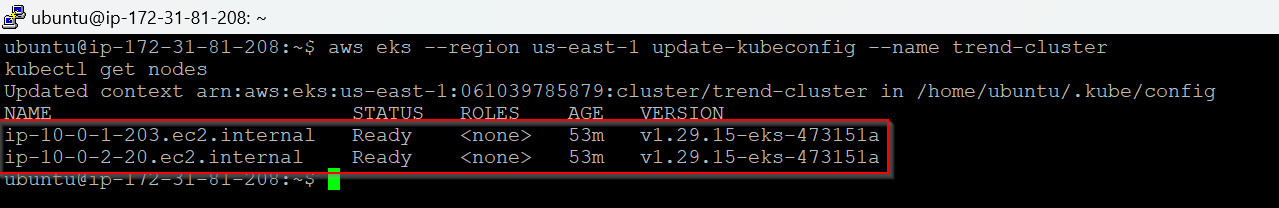 ubuntu@ip-172-31-81-208: ~
ubuntu@ip-172-31-81-208:~$ aws eks --region us-east-1 update-kubeconfig --name trend-cluster
kubectl get nodes
Updated context arn:aws:eks:us-east-1:061039785879:cluster/trend-cluster in /home/ubuntu/.kube/config
NAME STATUS ROLES AGE VERSION
ip-10-0-1-203.ec2.internal Ready <none> 53m v1.29.15-eks-473151a
ip-10-0-2-20.ec2.internal Ready <none> 53m v1.29.15-eks-473151a
ubuntu@ip-172-31-81-208:~$